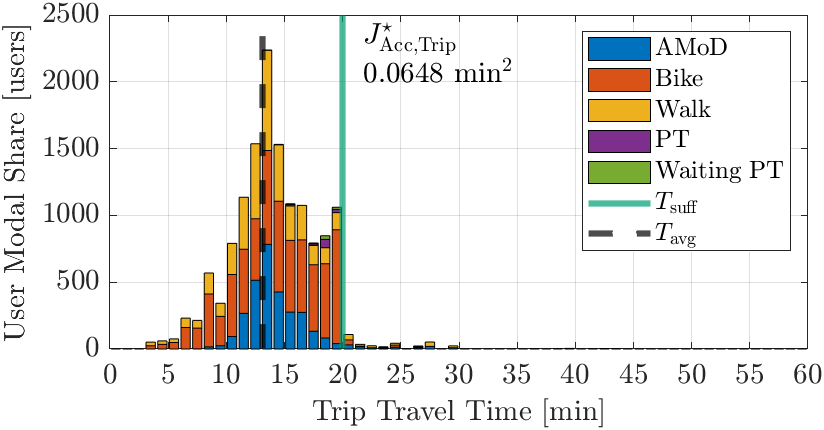 User Modal Share [users]
2500
2000
1500
1000
500
0
J⋆Acc,Trip
0.0648 min²
AMoD
Bike
Walk
PT
Waiting PT
Tsuff
Tavg
0 5 10 15 20 25 30 35 40 45 50 55 60
Trip Travel Time [min]